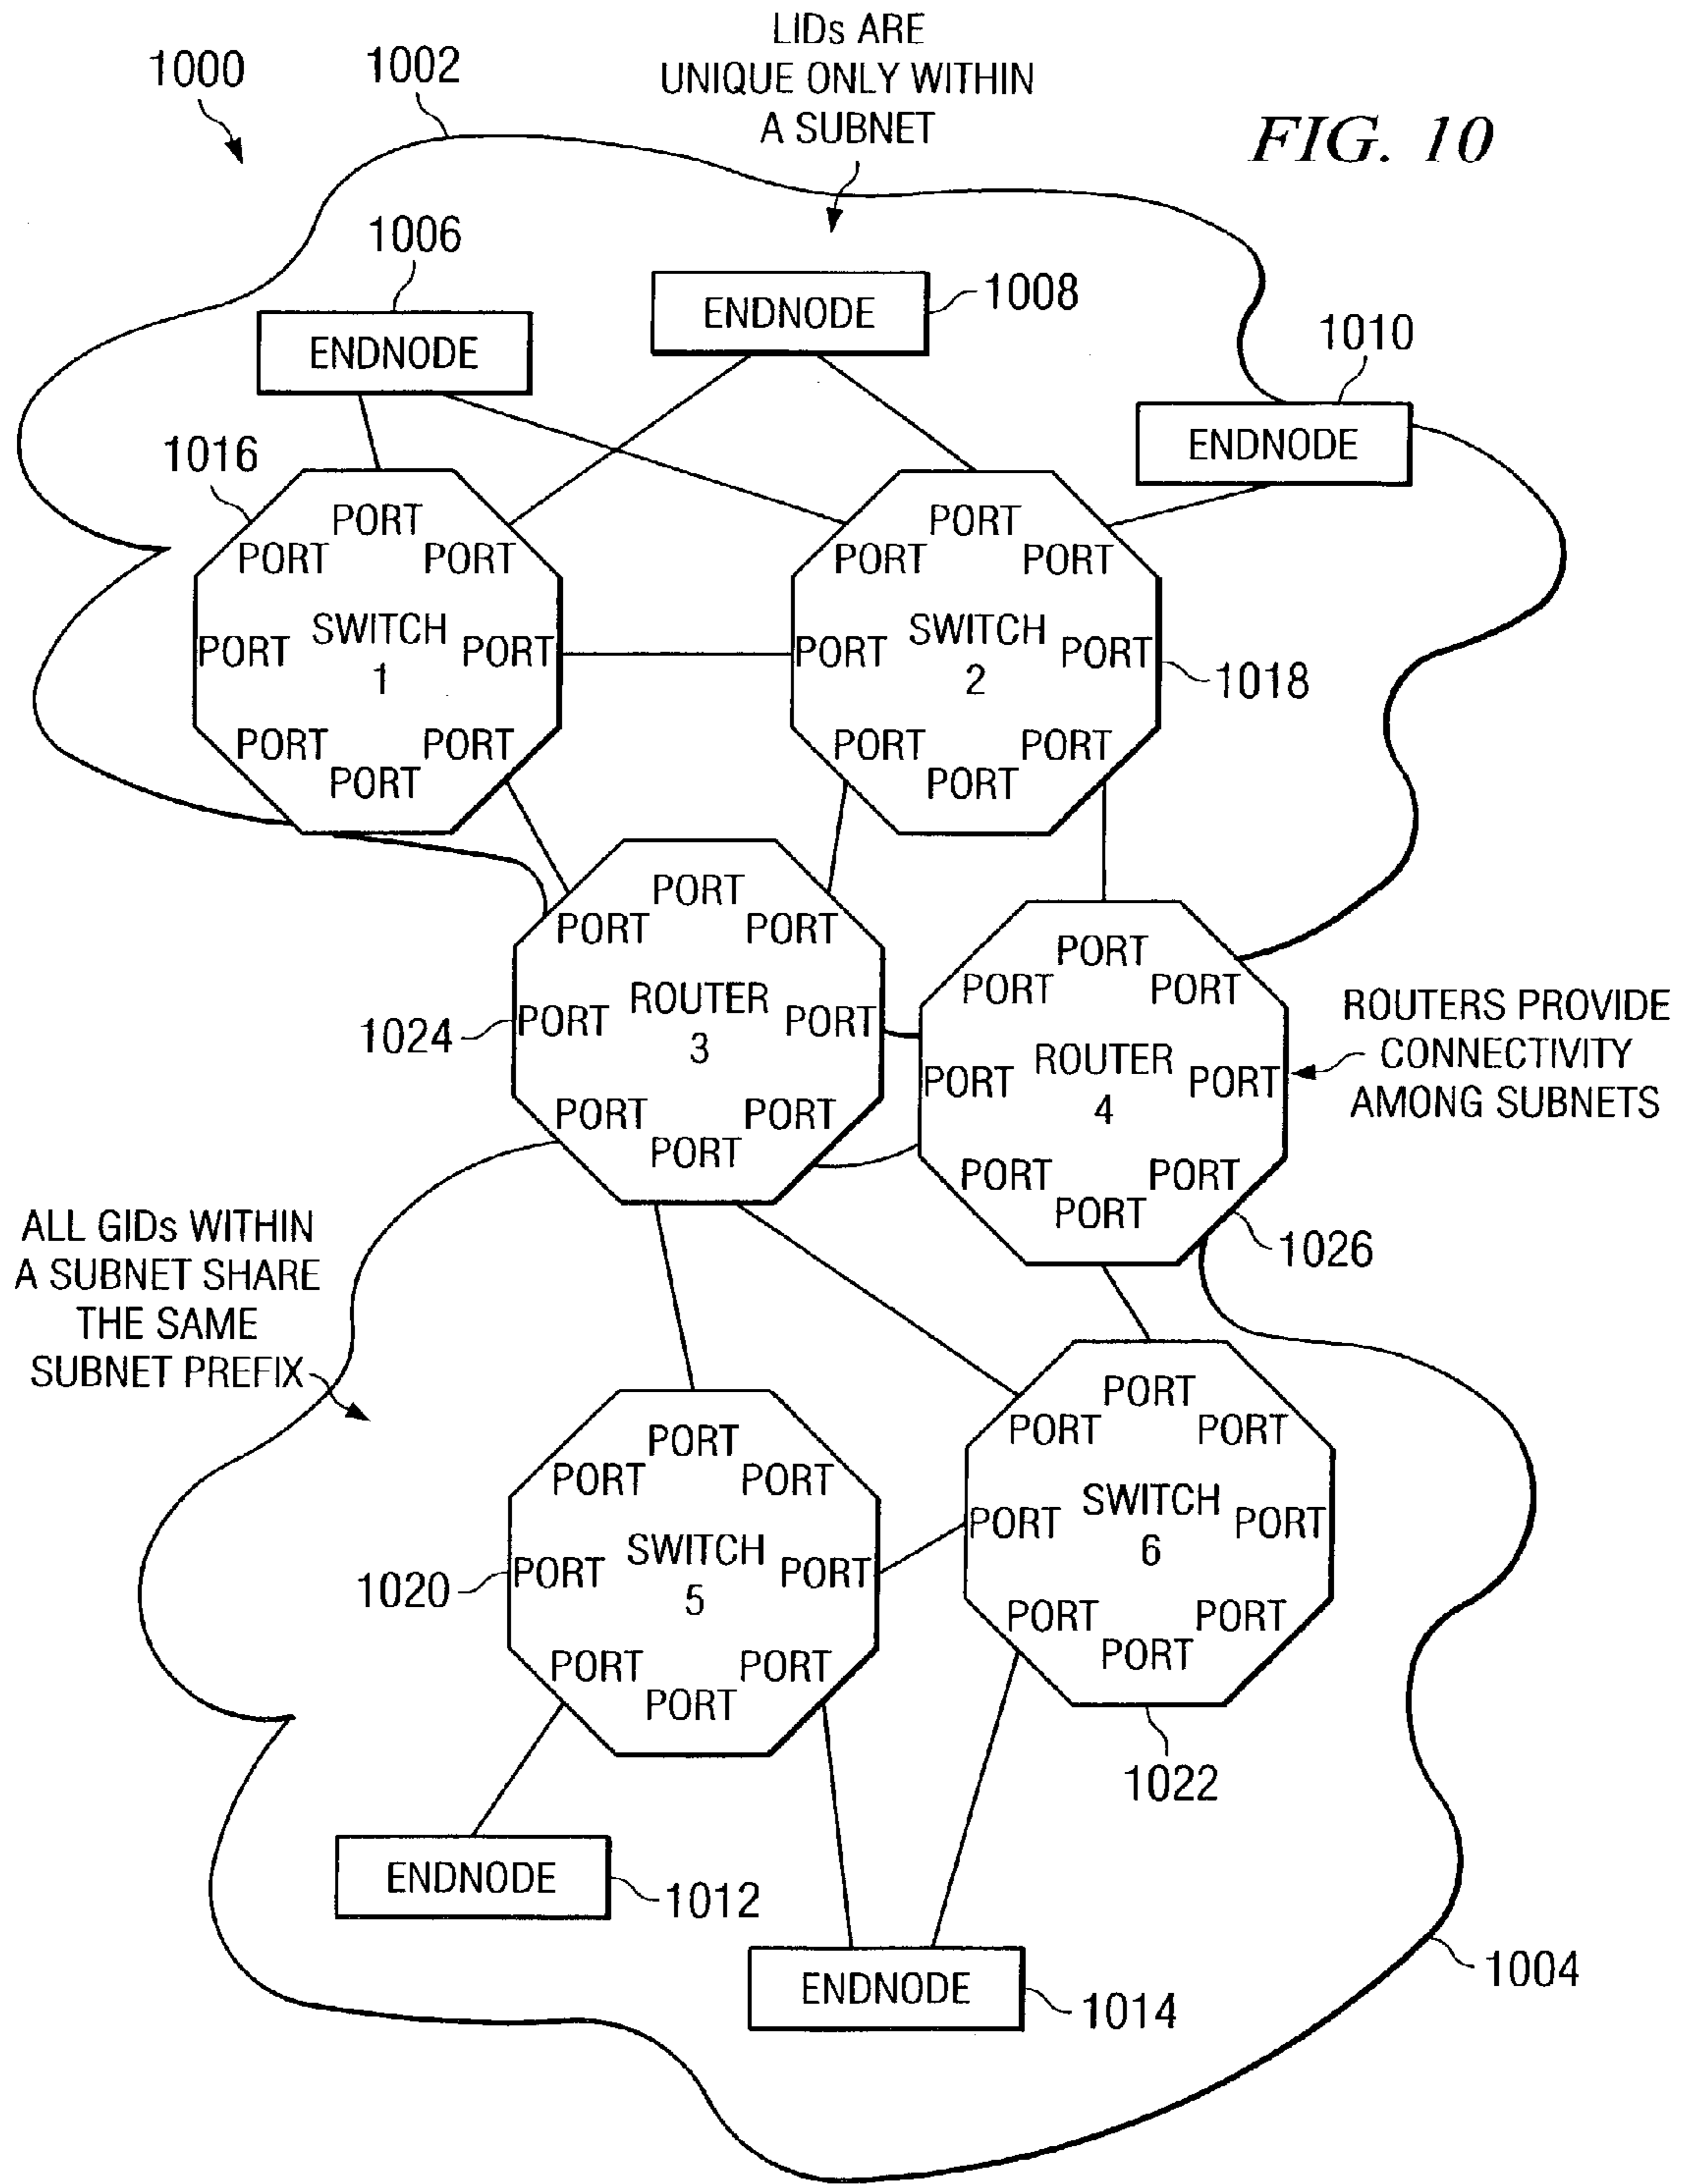 LIDs ARE
UNIQUE ONLY WITHIN
A SUBNET
1000
1002
FIG. 10
1006
ENDNODE
ENDNODE
1008
1010
ENDNODE
1016
PORT
PORT
PORT
PORT
SWITCH
1
PORT
PORT
PORT
PORT
PORT
PORT
PORT
PORT
SWITCH
2
PORT
PORT
PORT
PORT
1018
PORT
PORT
PORT
1024
PORT
ROUTER
3
PORT
PORT
PORT
PORT
PORT
PORT
PORT
PORT
ROUTER
4
PORT
PORT
PORT
PORT
1026
ROUTERS PROVIDE
CONNECTIVITY
AMONG SUBNETS
ALL GIDs WITHIN
A SUBNET SHARE
THE SAME
SUBNET PREFIX
PORT
PORT
PORT
1020
PORT
SWITCH
5
PORT
PORT
PORT
PORT
PORT
PORT
PORT
PORT
SWITCH
6
PORT
PORT
PORT
PORT
1022
ENDNODE
1012
ENDNODE
1014
1004